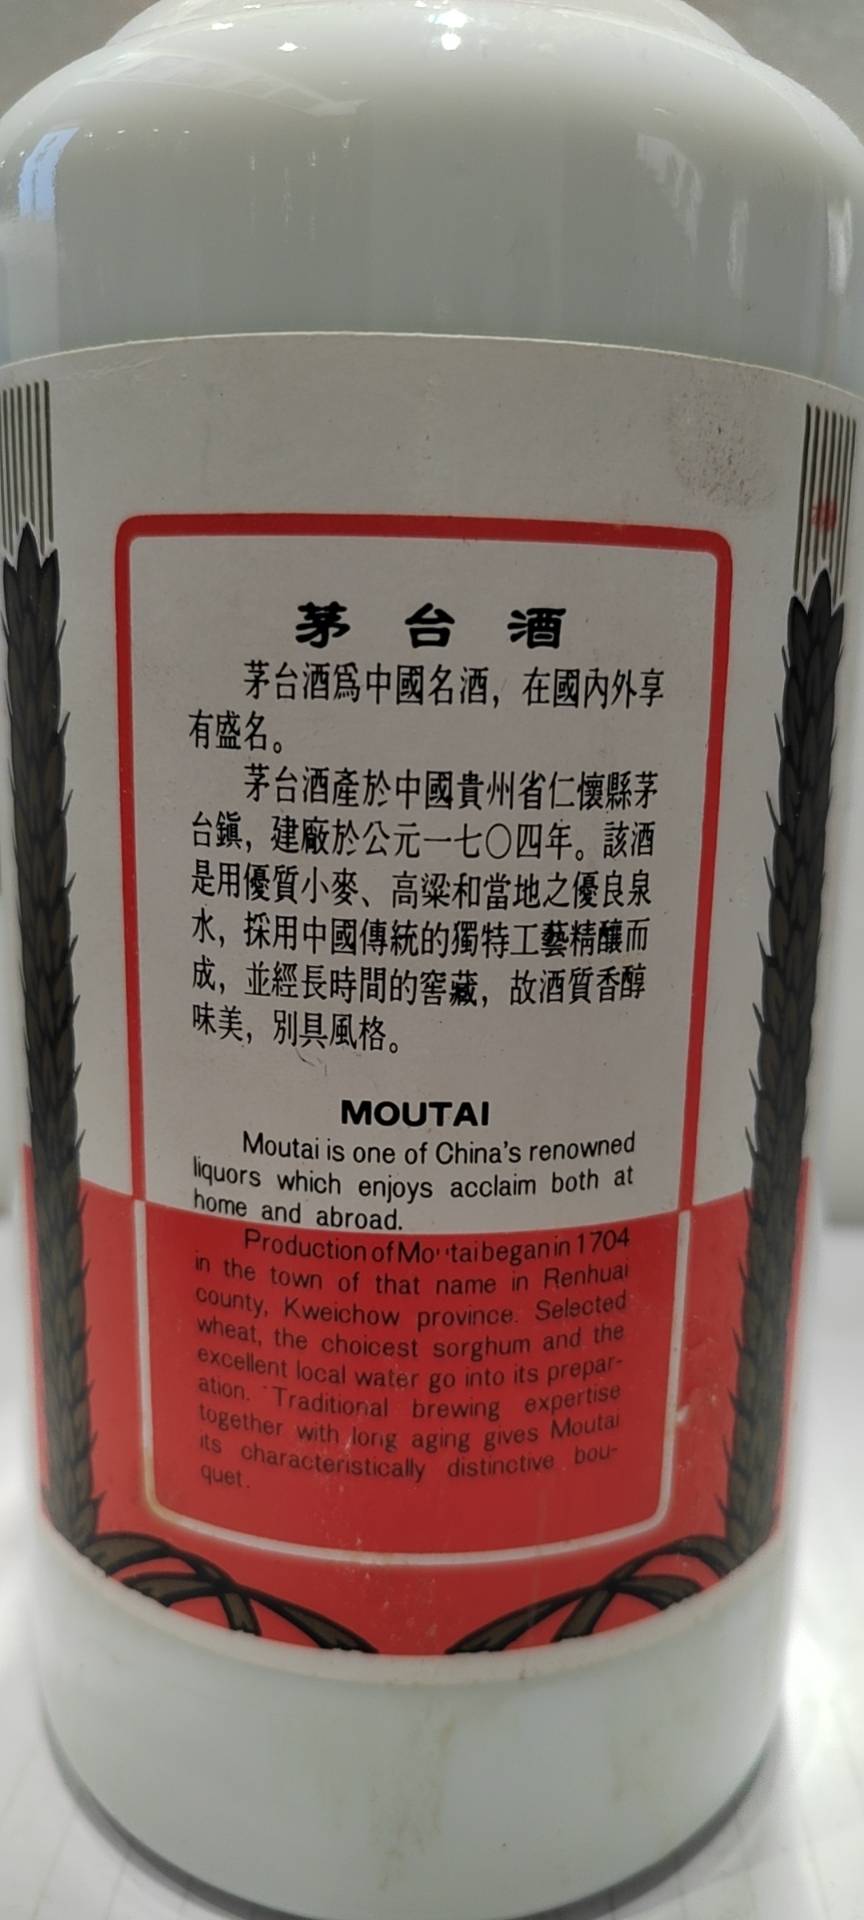 茅台酒
茅台酒爲中國名酒，在國內外享
有盛名。
茅台酒產於中國貴州省仁懷縣茅
台鎭，建廠於公元一七〇四年。該酒
是用優質小麥、高粱和當地之優良泉
水，採用中國傳統的獨特工藝精釀而
成，並經長時間的窖藏，故酒質香醇
味美，別具風格。
MOUTAI
Moutai is one of China's renowned
liquors which enjoys acclaim both at
home and abroad.
Production of Moutai began in 1704
in the town of that name in Renhuai
county, Kweichow province. Selected
wheat, the choicest sorghum and the
excellent local water go into its prepar-
ation. Traditional brewing expertise
together with long aging gives Moutai
its characteristically distinctive bou-
quet.